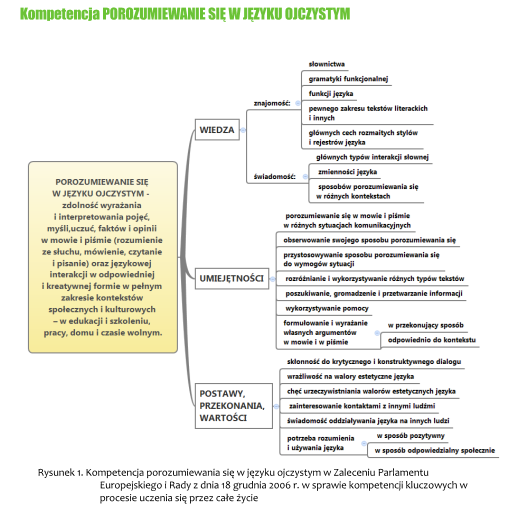 Kompetencja POROZUMIEWANIE SIĘ W JĘZYKU OJCZYSTYM
POROZUMIEWANIE SIĘ
W JĘZYKU OJCZYSTYM -
zdolność wyrażania
i interpretowania pojęć,
myśli,uczuć, faktów i opinii
w mowie i piśmie (rozumienie
ze słuchu, mówienie, czytanie
i pisanie) oraz językowej
interakcji w odpowiedniej
i kreatywnej formie w pełnym
zakresie kontekstów
społecznych i kulturowych
– w edukacji i szkoleniu,
pracy, domu i czasie wolnym.
WIEDZA
znajomość:
słownictwa
gramatyki funkcjonalnej
funkcji języka
pewnego zakresu tekstów literackich
i innych
głównych cech rozmaitych stylów
i rejestrów języka
świadomość:
głównych typów interakcji słownej
zmienności języka
sposobów porozumiewania się
w różnych kontekstach
UMIEJĘTNOŚCI
porozumiewanie się w mowie i piśmie
w różnych sytuacjach komunikacyjnych
obserwowanie swojego sposobu porozumiewania się
przystosowywanie sposobu porozumiewania się
do wymogów sytuacji
rozróżnianie i wykorzystywanie różnych typów tekstów
poszukiwanie, gromadzenie i przetwarzanie informacji
wykorzystywanie pomocy
formułowanie i wyrażanie
własnych argumentów
w mowie i w piśmie
w przekonujący sposób
odpowiednio do kontekstu
POSTAWY,
PRZEKONANIA,
WARTOŚCI
skłonność do krytycznego i konstruktywnego dialogu
wrażliwość na walory estetyczne języka
chęć urzeczywistniania walorów estetycznych języka
zainteresowanie kontaktami z innymi ludźmi
świadomość oddziaływania języka na innych ludzi
potrzeba rozumienia
i używania języka
w sposób pozytywny
w sposób odpowiedzialny społecznie
Rysunek 1. Kompetencja porozumiewania się w języku ojczystym w Zaleceniu Parlamentu
Europejskiego i Rady z dnia 18 grudnia 2006 r. w sprawie kompetencji kluczowych w
procesie uczenia się przez całe życie